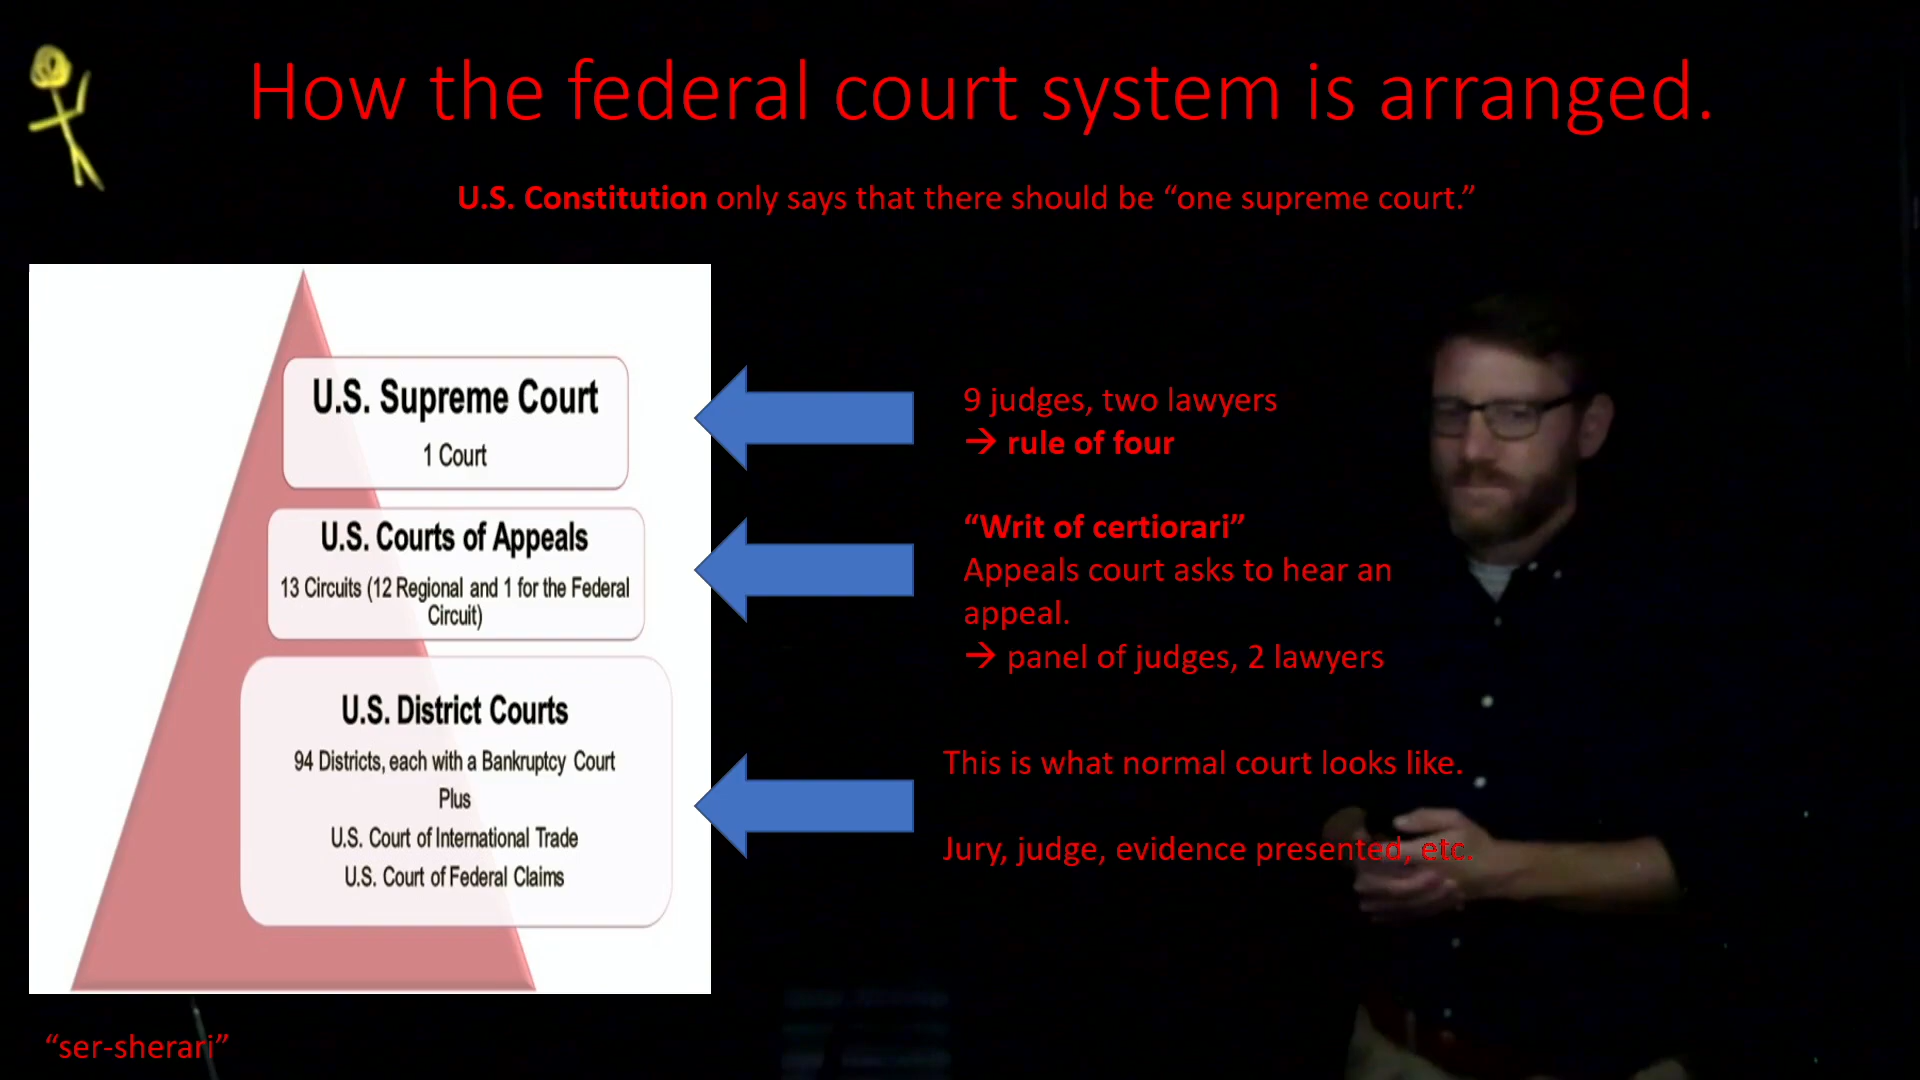 How the federal court system is arranged.
U.S. Constitution only says that there should be “one supreme court.”
U.S. Supreme Court
1 Court
U.S. Courts of Appeals
13 Circuits (12 Regional and 1 for the Federal
Circuit)
U.S. District Courts
94 Districts, each with a Bankruptcy Court
Plus
U.S. Court of International Trade
U.S. Court of Federal Claims
9 judges, two lawyers
→ rule of four
“Writ of certiorari”
Appeals court asks to hear an
appeal.
→ panel of judges, 2 lawyers
This is what normal court looks like.
Jury, judge, evidence presented, etc.
“ser-sherari”